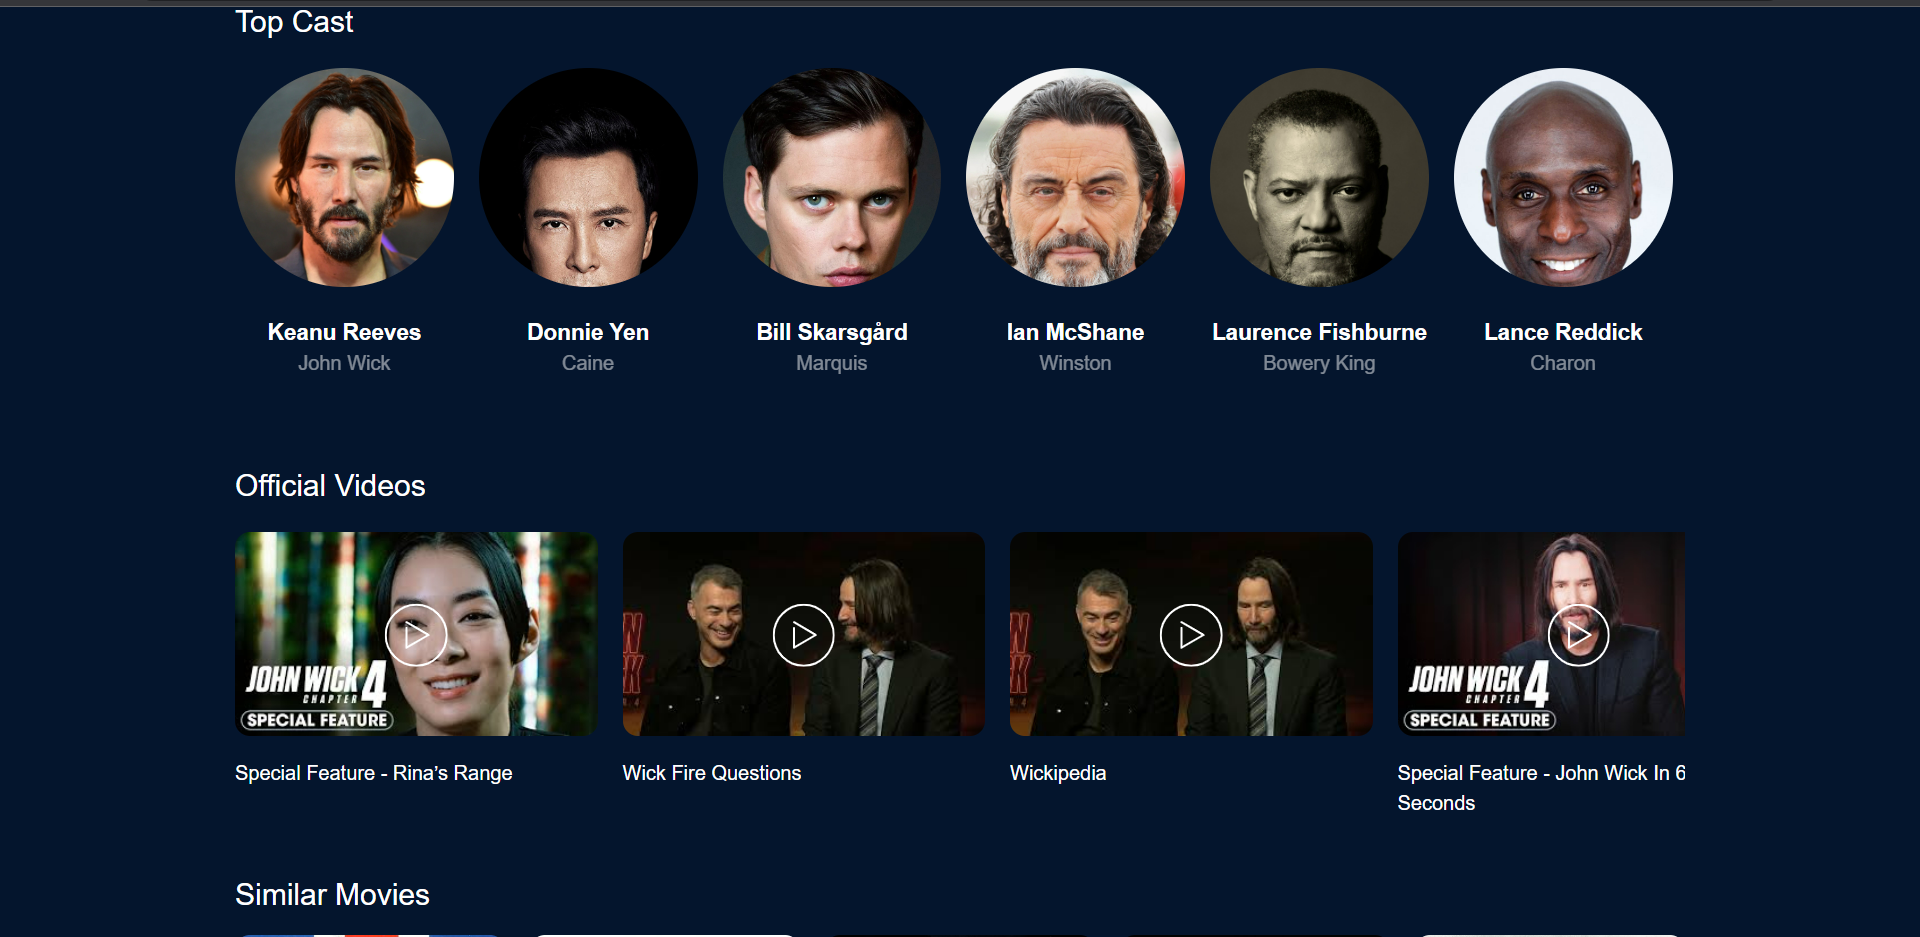 Top Cast
Keanu Reeves
John Wick
Donnie Yen
Caine
Bill Skarsgård
Marquis
Ian McShane
Winston
Laurence Fishburne
Bowery King
Lance Reddick
Charon
Official Videos
JOHN WICK 4
CHAPTER
SPECIAL FEATURE
JOHN WICK 4
CHAPTER
SPECIAL FEATURE
Special Feature - Rina’s Range
Wick Fire Questions
Wickipedia
Special Feature - John Wick In 6
Seconds
Similar Movies